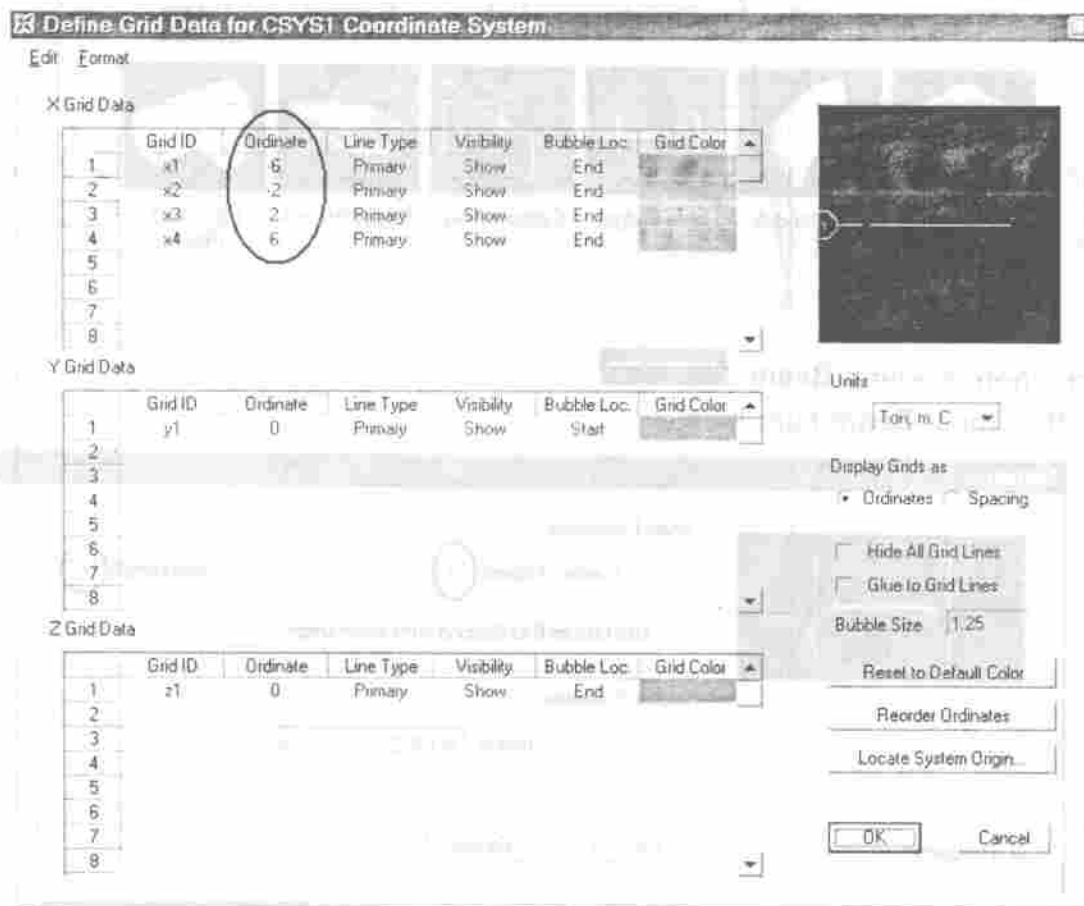 Define Grid Data for CSYS1 Coordinate System
Edit Format
X Grid Data
Grid ID Ordinate Line Type Visibility Bubble Loc. Grid Color
1 x1 -6 Primary Show End
2 x2 -2 Primary Show End
3 x3 2 Primary Show End
4 x4 6 Primary Show End
5
6
7
8
Y Grid Data
Grid ID Ordinate Line Type Visibility Bubble Loc. Grid Color
1 y1 0 Primary Show Start
2
3
4
5
6
7
8
Z Grid Data
Grid ID Ordinate Line Type Visibility Bubble Loc. Grid Color
1 z1 0 Primary Show End
2
3
4
5
6
7
8
Units
Ton, m, C
Display Grids as
Ordinates Spacing
Hide All Grid Lines
Glue to Grid Lines
Bubble Size 1.25
Reset to Default Color
Reorder Ordinates
Locate System Origin...
OK Cancel